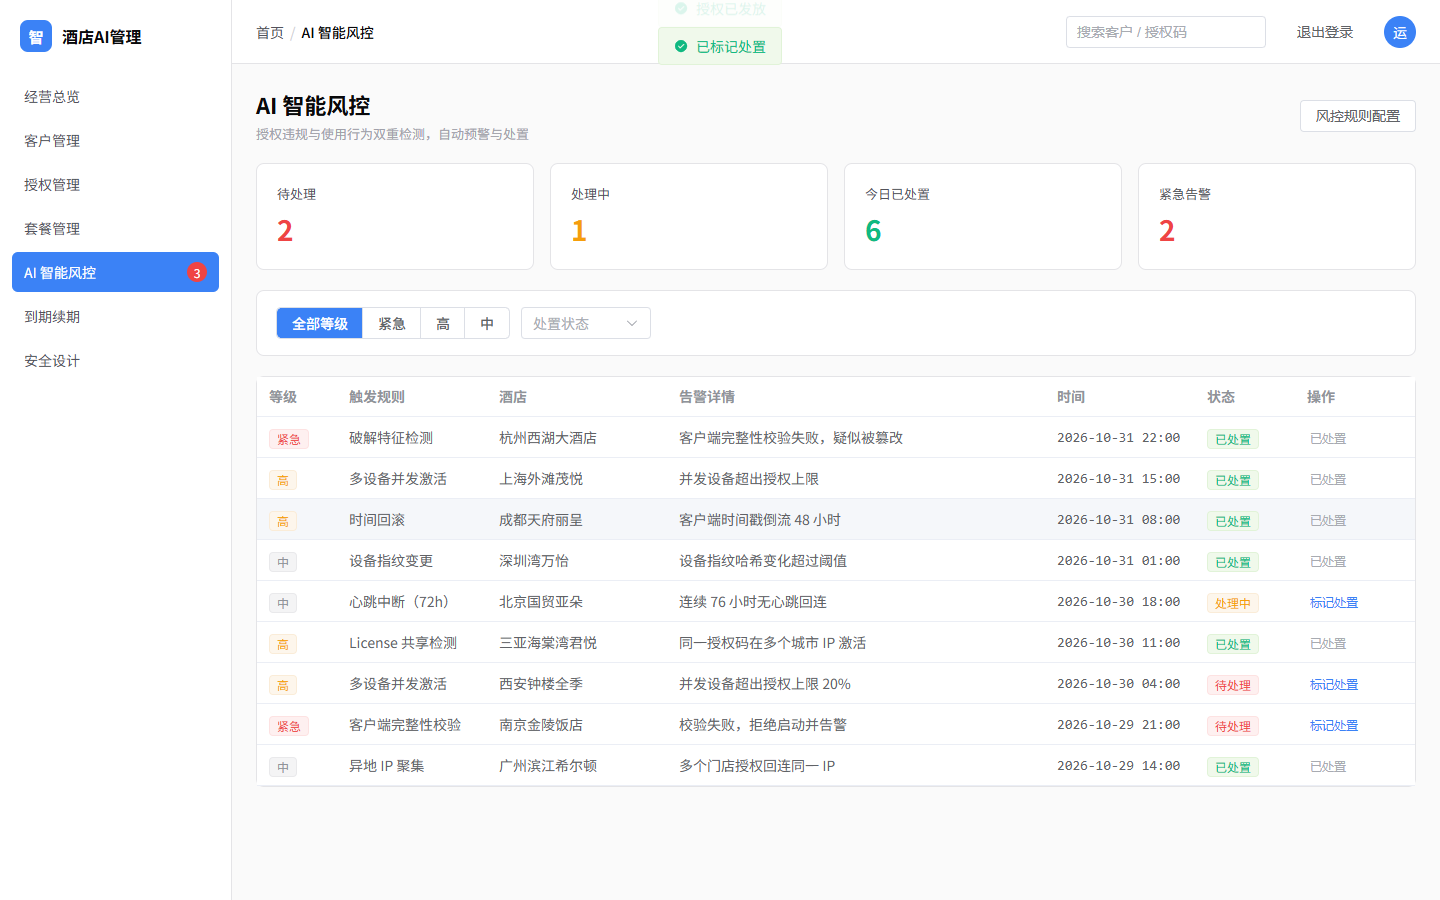 智 酒店AI管理
经营总览
客户管理
授权管理
套餐管理
AI 智能风控 3
到期续期
安全设计
首页 / AI 智能风控
授权已发放
已标记处置
搜索客户 / 授权码
退出登录
运
AI 智能风控
授权违规与使用行为双重检测，自动预警与处置
风控规则配置
待处理
2
处理中
1
今日已处置
6
紧急告警
2
全部等级 紧急 高 中 处置状态
等级 触发规则 酒店 告警详情 时间 状态 操作
紧急 破解特征检测 杭州西湖大酒店 客户端完整性校验失败，疑似被篡改 2026-10-31 22:00 已处置 已处置
高 多设备并发激活 上海外滩茂悦 并发设备超出授权上限 2026-10-31 15:00 已处置 已处置
高 时间回滚 成都天府丽呈 客户端时间戳倒流 48 小时 2026-10-31 08:00 已处置 已处置
中 设备指纹变更 深圳湾万怡 设备指纹哈希变化超过阈值 2026-10-31 01:00 已处置 已处置
中 心跳中断（72h） 北京国贸亚朵 连续 76 小时无心跳回连 2026-10-30 18:00 处理中 标记处置
高 License 共享检测 三亚海棠湾君悦 同一授权码在多个城市 IP 激活 2026-10-30 11:00 已处置 已处置
高 多设备并发激活 西安钟楼全季 并发设备超出授权上限 20% 2026-10-30 04:00 待处理 标记处置
紧急 客户端完整性校验 南京金陵饭店 校验失败，拒绝启动并告警 2026-10-29 21:00 待处理 标记处置
中 异地 IP 聚集 广州滨江希尔顿 多个门店授权回连同一 IP 2026-10-29 14:00 已处置 已处置